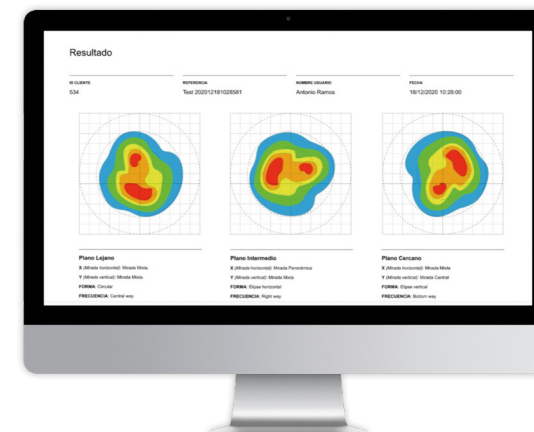 Resultado
ID CLIENTE
534
REFERENCIA
Test 202012181028581
NOMBRE USUARIO
Antonio Ramos
FECHA
18/12/2020 10:28:00
Plano Lejano
X (Mirada horizontal): Mirada Mixta.
Y (Mirada vertical): Mirada Mixta.
FORMA: Circular
FRECUENCIA: Central way
Plano Intermedio
X (Mirada horizontal): Mirada Panorámica
Y (Mirada vertical): Mirada Mixta
FORMA: Elipse horizontal
FRECUENCIA: Right way
Plano Cercano
X (Mirada horizontal): Mirada Mixta
Y (Mirada vertical): Mirada Central
FORMA: Elipse vertical
FRECUENCIA: Bottom way